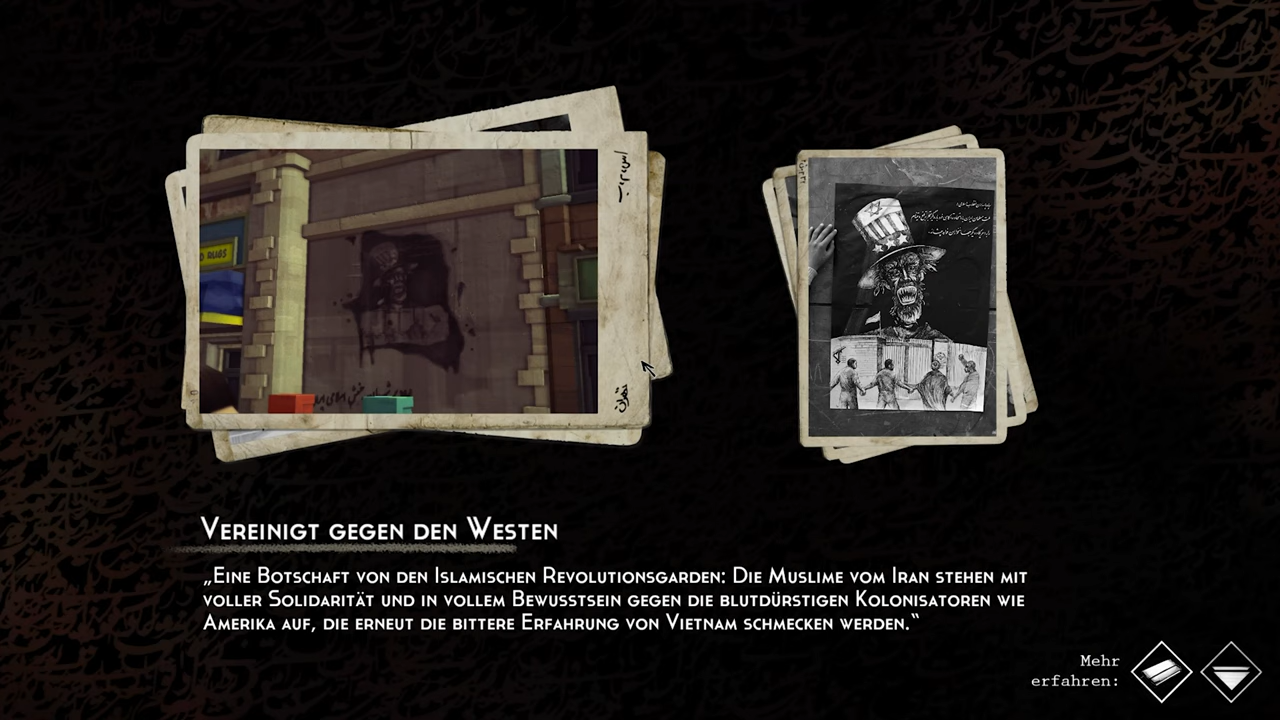 RUGS
تهران
VEREINIGT GEGEN DEN WESTEN
„EINE BOTSCHAFT VON DEN ISLAMISCHEN REVOLUTIONSGARDEN: DIE MUSLIME VOM IRAN STEHEN MIT
VOLLER SOLIDARITÄT UND IN VOLLEM BEWUSSTSEIN GEGEN DIE BLUTDÜRSTIGEN KOLONISATOREN WIE
AMERIKA AUF, DIE ERNEUT DIE BITTERE ERFAHRUNG VON VIETNAM SCHMECKEN WERDEN.“
Mehr
erfahren: